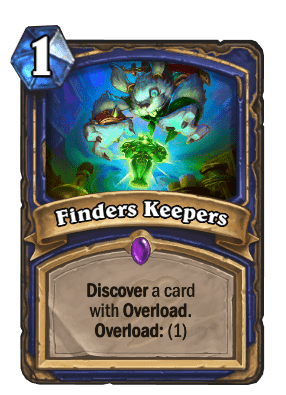 1
Finders Keepers
Discover a card
with Overload.
Overload: (1)